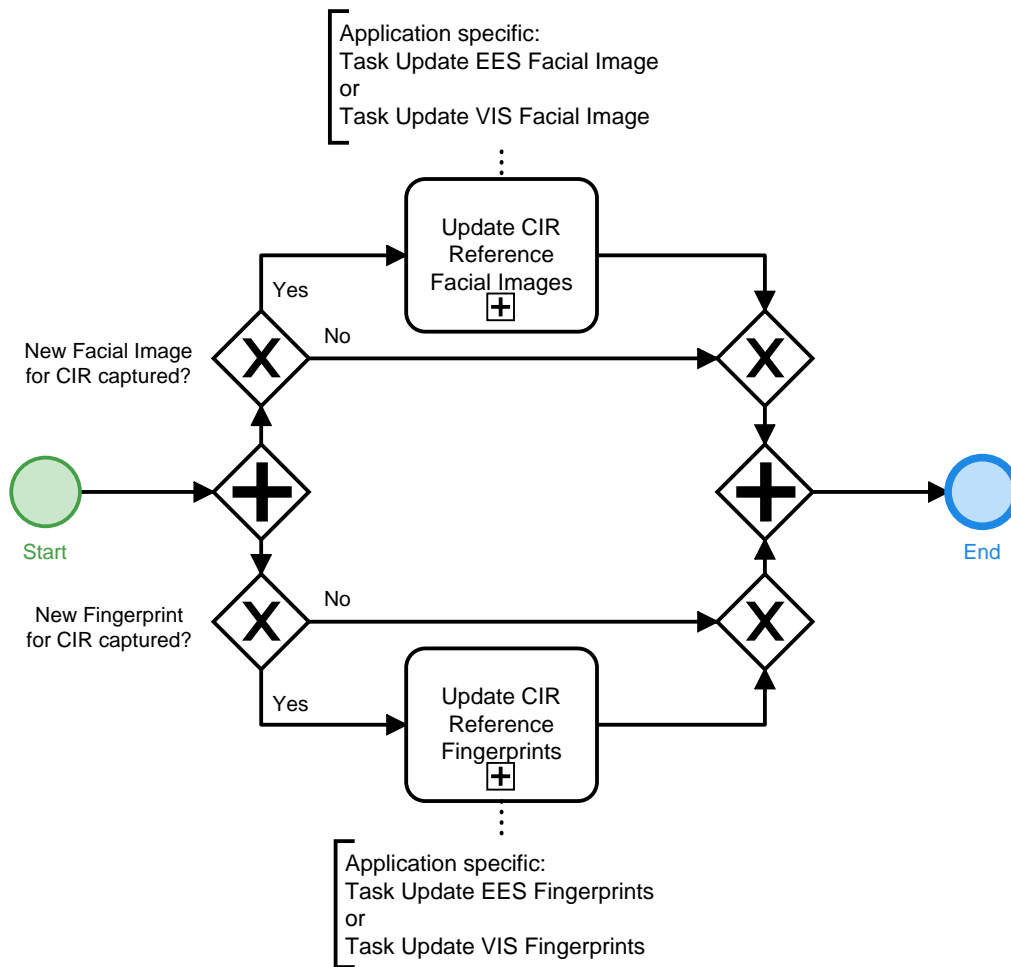 Application specific:
Task Update EES Facial Image
or
Task Update VIS Facial Image
Update CIR
Reference
Facial Images
Yes
No
New Facial Image
for CIR captured?
Start
End
New Fingerprint
for CIR captured?
No
Yes
Update CIR
Reference
Fingerprints
Application specific:
Task Update EES Fingerprints
or
Task Update VIS Fingerprints